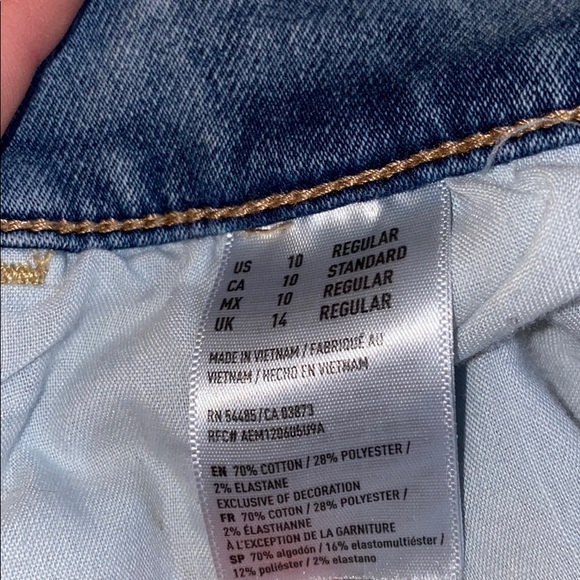 US 10 REGULAR
CA 10 STANDARD
MX 10 REGULAR
UK 14 REGULAR
MADE IN VIETNAM / FABRIQUÉ AU
VIETNAM / HECHO EN VIETNAM
RN 54485 / CA 03873
RFC# AEM120605U9A
EN 70% COTTON / 28% POLYESTER /
2% ELASTANE
EXCLUSIVE OF DECORATION
FR 70% COTON / 28% POLYESTER /
2% ÉLASTHANNE
À L'EXCEPTION DE LA GARNITURE
SP 70% algodón / 16% elastomultiéster /
12% poliéster / 2% elastano